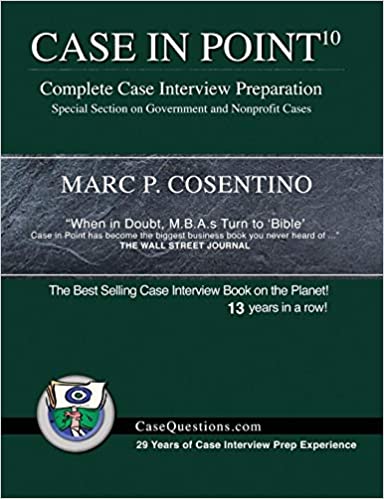 CASE IN POINT¹⁰
Complete Case Interview Preparation
Special Section on Government and Nonprofit Cases
MARC P. COSENTINO
“When in Doubt, M.B.A.s Turn to ‘Bible’
Case in Point has become the biggest business book you never heard of ...”
THE WALL STREET JOURNAL
The Best Selling Case Interview Book on the Planet!
13 years in a row!
CaseQuestions.com
29 Years of Case Interview Prep Experience